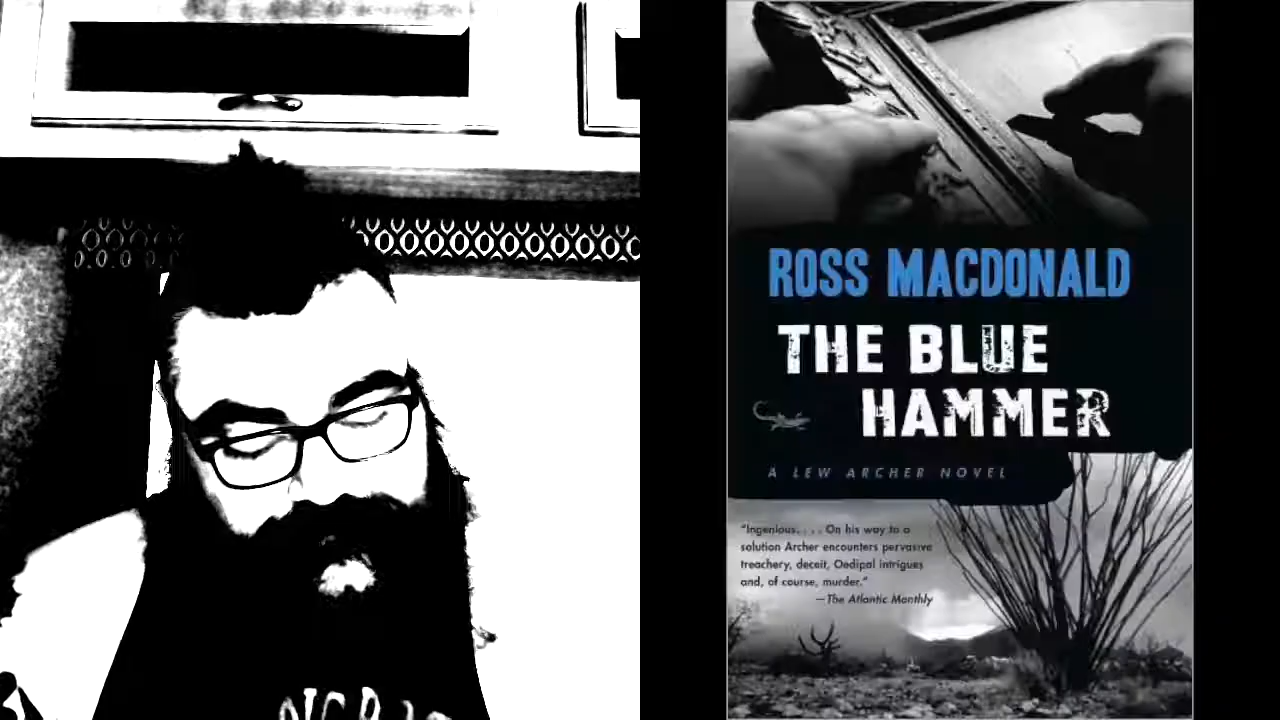 ROSS MACDONALD
THE BLUE
HAMMER
A LEW ARCHER NOVEL
"Ingenious. . . . On his way to a
solution Archer encounters pervasive
treachery, deceit, Oedipal intrigues
and, of course, murder."
—The Atlantic Monthly